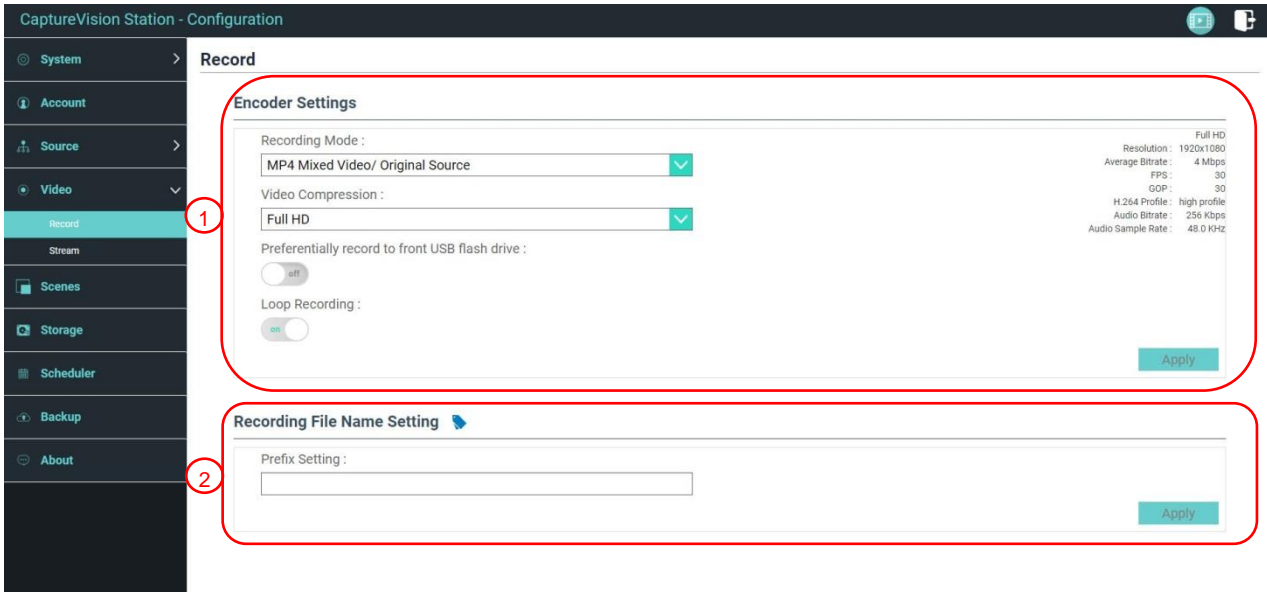 CaptureVision Station - Configuration
System
Account
Source
Video
Record
Stream
Scenes
Storage
Scheduler
Backup
About
Record
1
Encoder Settings
Recording Mode :
MP4 Mixed Video/ Original Source
Video Compression :
Full HD
Preferentially record to front USB flash drive :
off
Loop Recording :
on
Full HD
Resolution : 1920x1080
Average Bitrate : 4 Mbps
FPS : 30
GOP : 30
H.264 Profile : high profile
Audio Bitrate : 256 Kbps
Audio Sample Rate : 48.0 KHz
Apply
2
Recording File Name Setting
Prefix Setting :
Apply